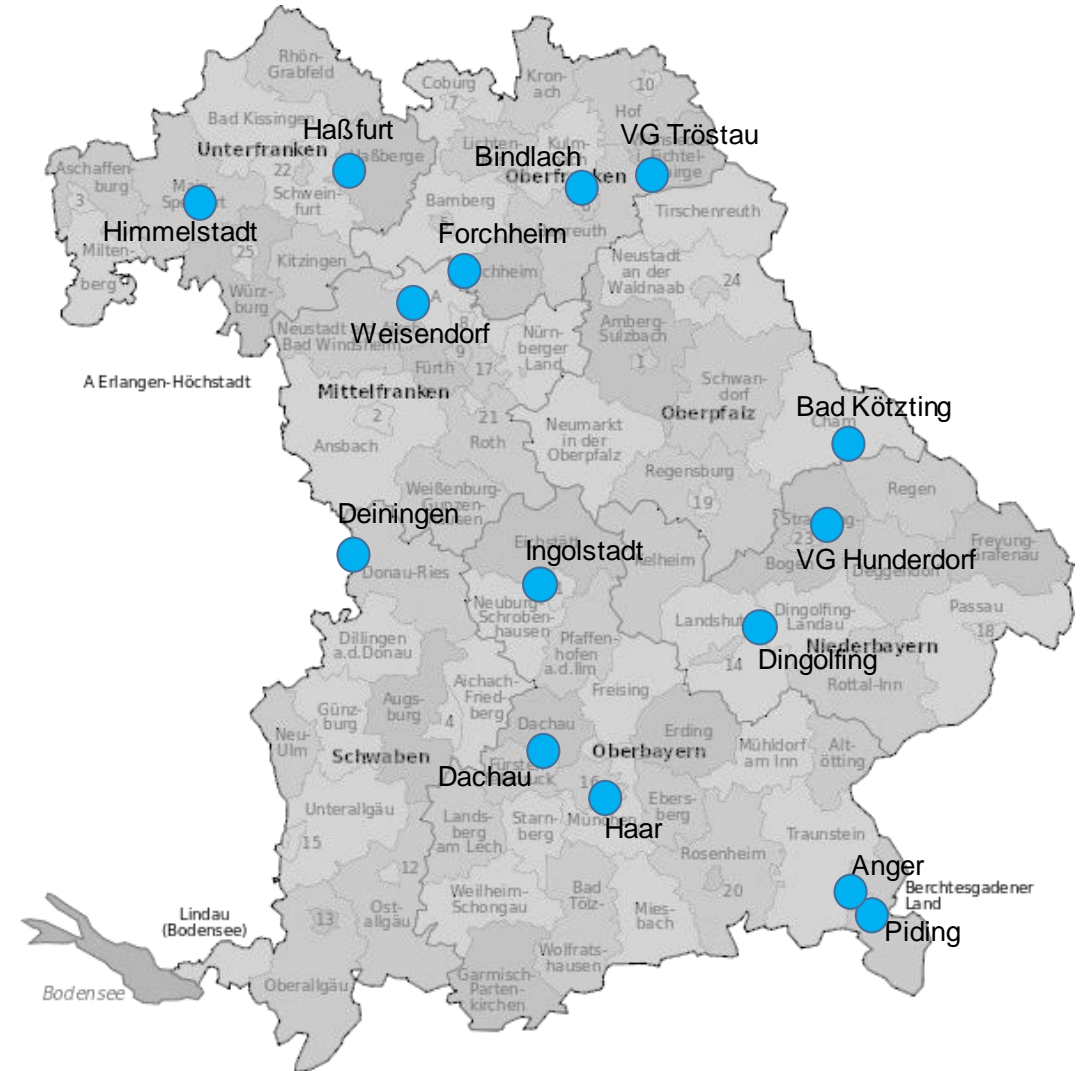 Rhön-
Grabfeld
Coburg
7
Kron-
ach
10
Hof
Bad Kissingen
Haßfurt
VG Tröstau
Unterfranken
Haßberge
Lichten-
Kulm-
Bindlach
Oberfranken
Aschaffen-
burg
22
Schwein-
furt
3
Bamberg
Tirschenreuth
Himmelstadt
Forchheim
Milten-
berg
25
Kitzingen
Neustadt
an der
Waldnaab
24
Würz-
burg
A
8
Weisendorf
Neustadt
Bad Windsheim
Nürn-
berger
Land
Amberg-
Sulzbach
1
Fürth
9
17
A Erlangen-Höchstadt
Mittelfranken
Schwan-
dorf
Oberpfalz
Bad Kötzting
Cham
2
21
Ansbach
Roth
Neumarkt
in der
Oberpfalz
Regensburg
19
Regen
Weißenburg-
Gunzen-
hausen
Deiningen
Donau-Ries
Eichstätt
Ingolstadt
Kelheim
23
VG Hunderdorf
Deggendorf
Freyung-
Grafenau
Neuburg-
Schroben-
hausen
Pfaffen-
hofen
a.d.Ilm
Landshut
Dingolfing-
Landau
Passau
18
Niederbayern
14
Dingolfing
Rottal-Inn
Dillingen
a.d.Donau
Aichach-
Fried-
berg
Freising
Günz-
burg
Augs-
burg
4
Neu-
Ulm
Schwaben
Dachau
Erding
Oberbayern
Mühldorf
am Inn
Alt-
ötting
Dachau
16
München
Haar
Ebers-
berg
Unterallgäu
15
Lands-
berg
am Lech
Starn-
berg
Traunstein
Rosenheim
20
12
Anger
Berchtesgadener
Land
Piding
Weilheim-
Schongau
Bad
Tölz-
Wolfrats-
hausen
Mies-
bach
Lindau
(Bodensee)
13
Ost-
allgäu
Bodensee
Oberallgäu
Garmisch-
Parten-
kirchen